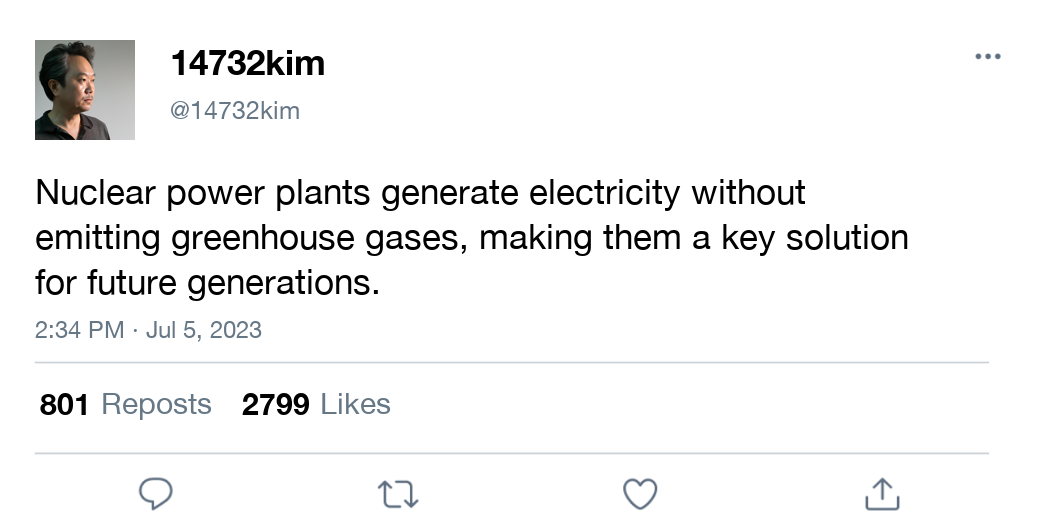 14732kim
@14732kim
Nuclear power plants generate electricity without
emitting greenhouse gases, making them a key solution
for future generations.
2:34 PM · Jul 5, 2023
801 Reposts 2799 Likes